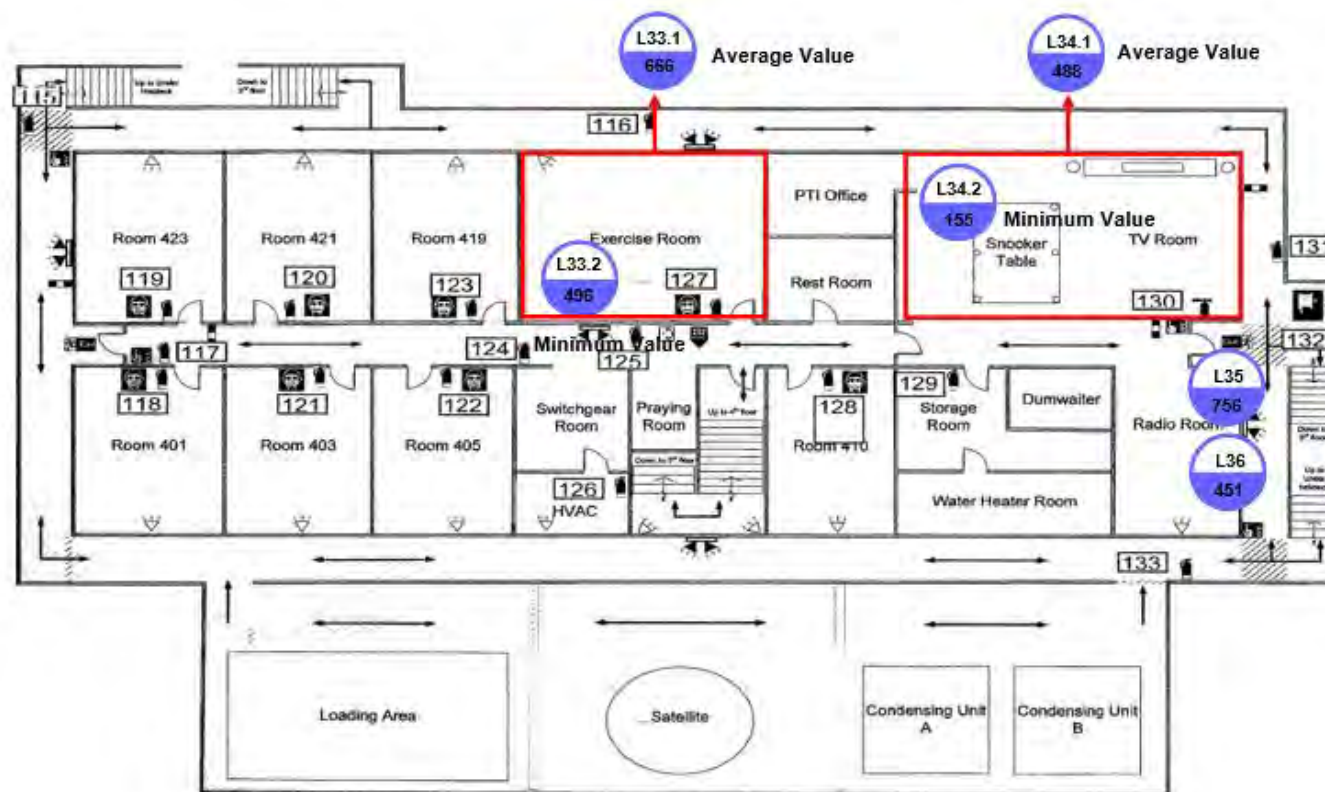 L33.1
666
Average Value
L34.1
488
Average Value
115
Down to
116
L34.2
155
Minimum Value
PTI Office
Room 423
Room 421
Room 419
Exercise Room
Snooker
Table
TV Room
131
L33.2
496
119
120
123
127
Rest Room
130
117
124
Minimum Value
125
132
L35
756
118
121
122
128
129
Switchgear
Room
Praying
Room
Up to 4th floor
Storage
Room
Dumwaiter
Radio Room
Room 401
Room 403
Room 405
Room 410
L36
451
126
HVAC
Water Heater Room
133
Loading Area
Satellite
Condensing Unit
A
Condensing Unit
B